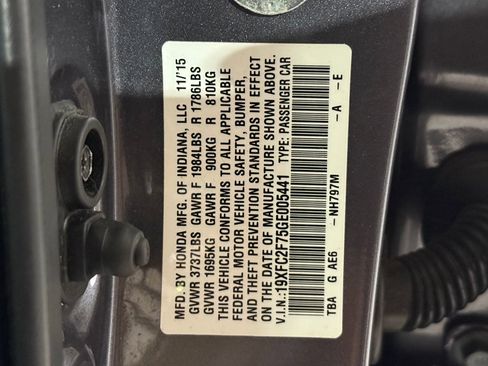 MFD. BY HONDA MFG. OF INDIANA, LLC 11/15
GVWR 3737LBS GAWR F 1984LBS R 1786LBS
GVWR 1695KG GAWR F 900KG R 810KG
THIS VEHICLE CONFORMS TO ALL APPLICABLE
FEDERAL MOTOR VEHICLE SAFETY, BUMPER,
AND THEFT PREVENTION STANDARDS IN EFFECT
ON THE DATE OF MANUFACTURE SHOWN ABOVE.
V.I.N.:19XFC2F75GE005441 TYPE: PASSENGER CAR
TBA G AE6 -NH797M -A -E